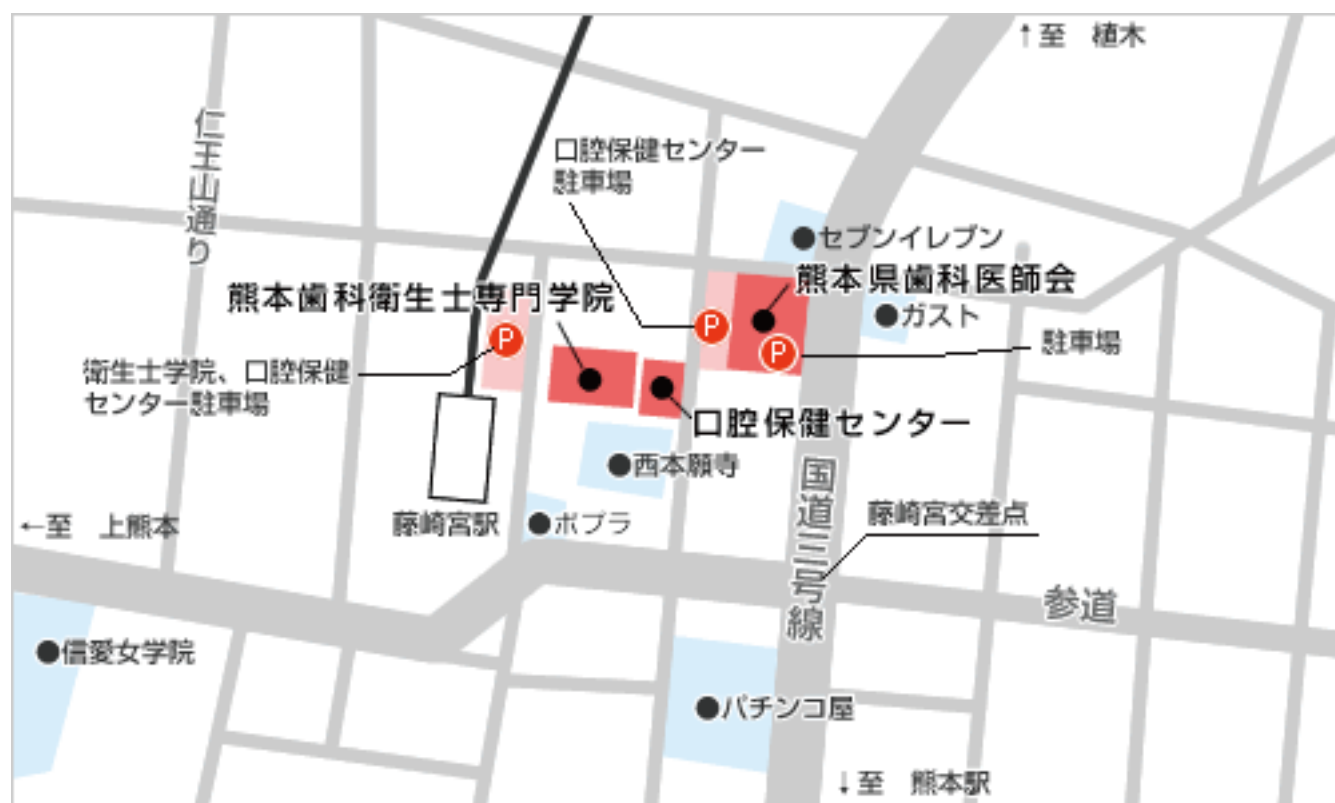 ↑至 植木
仁王山通り
口腔保健センター
駐車場
セブンイレブン
熊本県歯科医師会
熊本歯科衛生士専門学院
P
P
P
ガスト
駐車場
衛生士学院、口腔保健
センター駐車場
口腔保健センター
西本願寺
国道三号線
藤崎宮交差点
←至 上熊本
藤崎宮駅
ポプラ
参道
信愛女学院
パチンコ屋
↓至 熊本駅